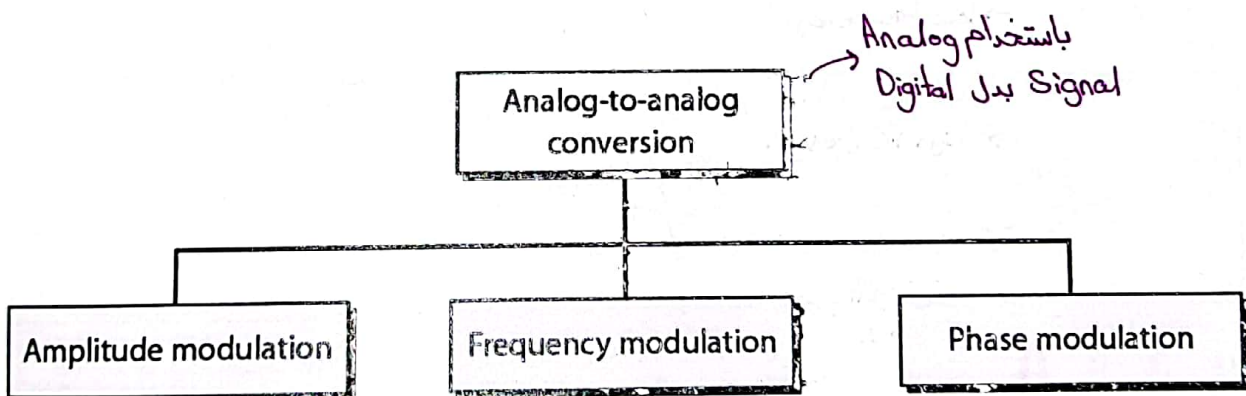 باستخدام Analog
Digital بدل Signal
Analog-to-analog
conversion
Amplitude modulation
Frequency modulation
Phase modulation